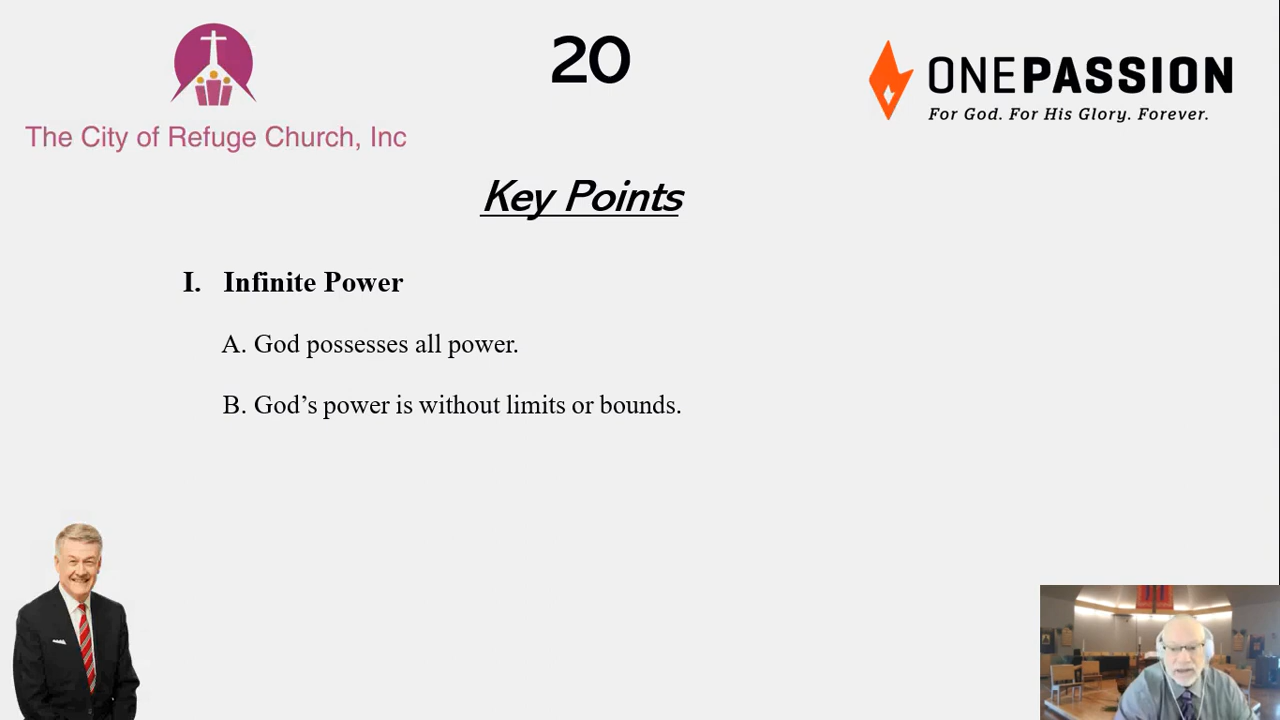 20
The City of Refuge Church, Inc
ONEPASSION
For God. For His Glory. Forever.
Key Points
I. Infinite Power
A. God possesses all power.
B. God’s power is without limits or bounds.